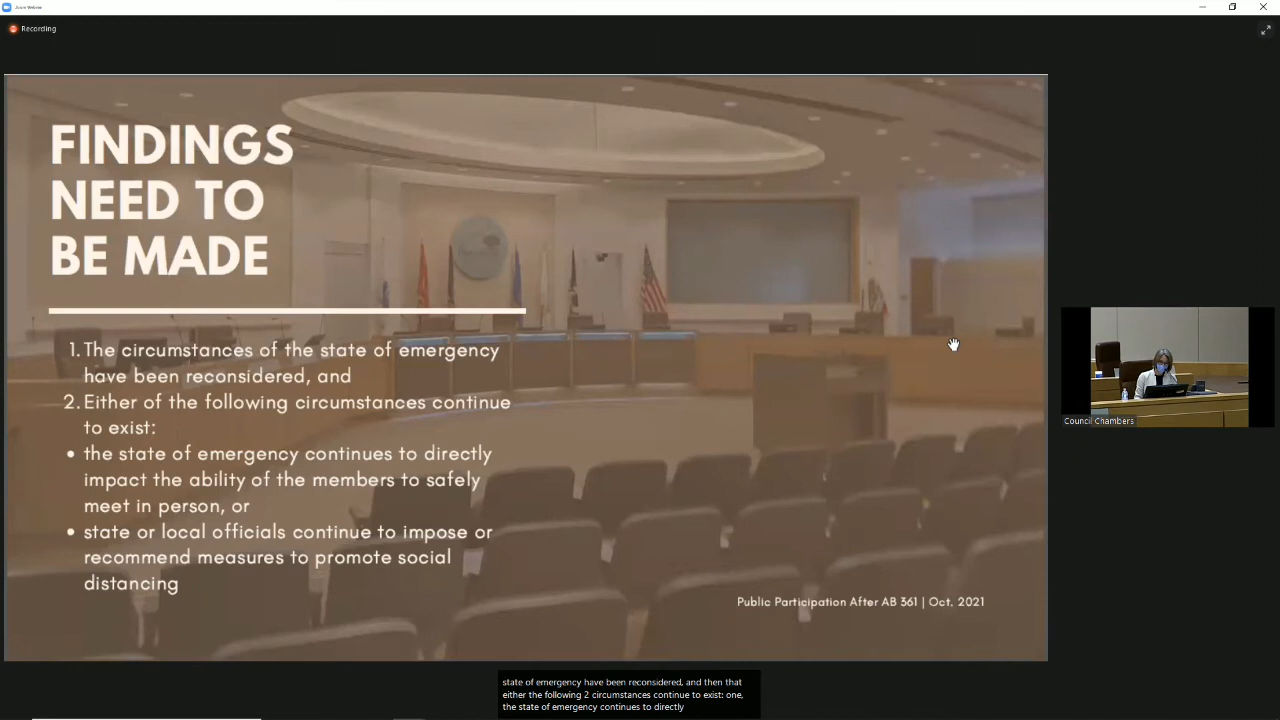 Zoom Webinar
Recording
FINDINGS
NEED TO
BE MADE
1. The circumstances of the state of emergency
have been reconsidered, and
2. Either of the following circumstances continue
to exist:
• the state of emergency continues to directly
impact the ability of the members to safely
meet in person, or
• state or local officials continue to impose or
recommend measures to promote social
distancing
Public Participation After AB 361 | Oct, 2021
Council Chambers
state of emergency have been reconsidered, and then that
either the following 2 circumstances continue to exist: one,
the state of emergency continues to directly